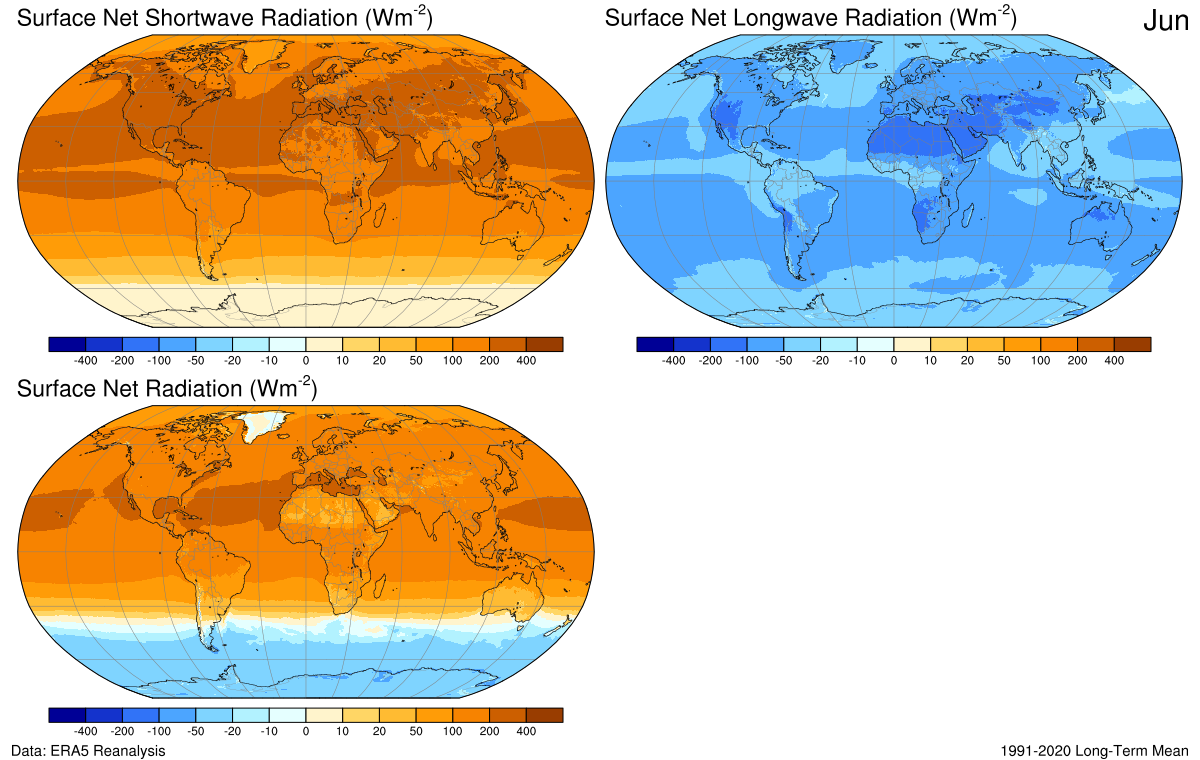 Surface Net Shortwave Radiation (Wm-2)
Surface Net Longwave Radiation (Wm-2)
Jun
-400 -200 -100 -50 -20 -10 0 10 20 50 100 200 400
-400 -200 -100 -50 -20 -10 0 10 20 50 100 200 400
Surface Net Radiation (Wm-2)
-400 -200 -100 -50 -20 -10 0 10 20 50 100 200 400
Data: ERA5 Reanalysis
1991-2020 Long-Term Mean